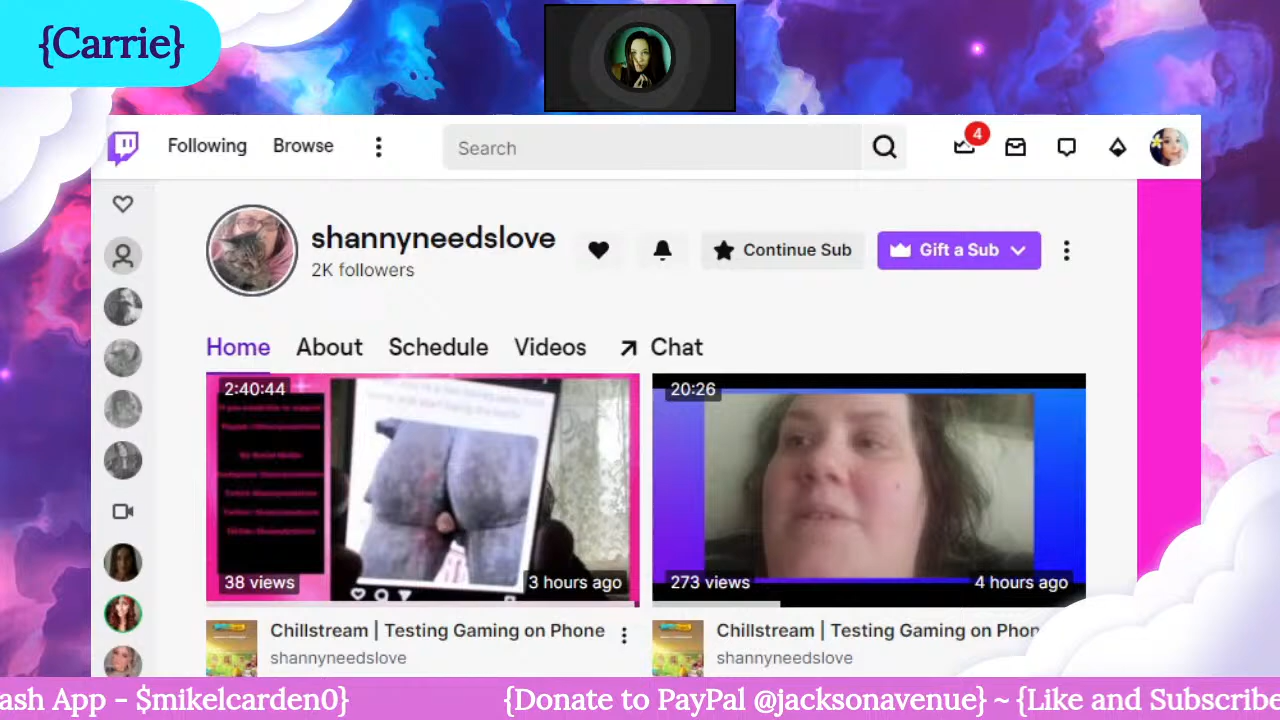 {Carrie}
Following Browse
Search
4
shannyneedslove
2K followers
Continue Sub
Gift a Sub
Home About Schedule Videos Chat
2:40:44
20:26
38 views
3 hours ago
273 views
4 hours ago
Chillstream | Testing Gaming on Phone
shannyneedslove
Chillstream | Testing Gaming on Phon
shannyneedslove
ash App - $mikelcarden0} {Donate to PayPal @jacksonavenue} ~ {Like and Subscribe